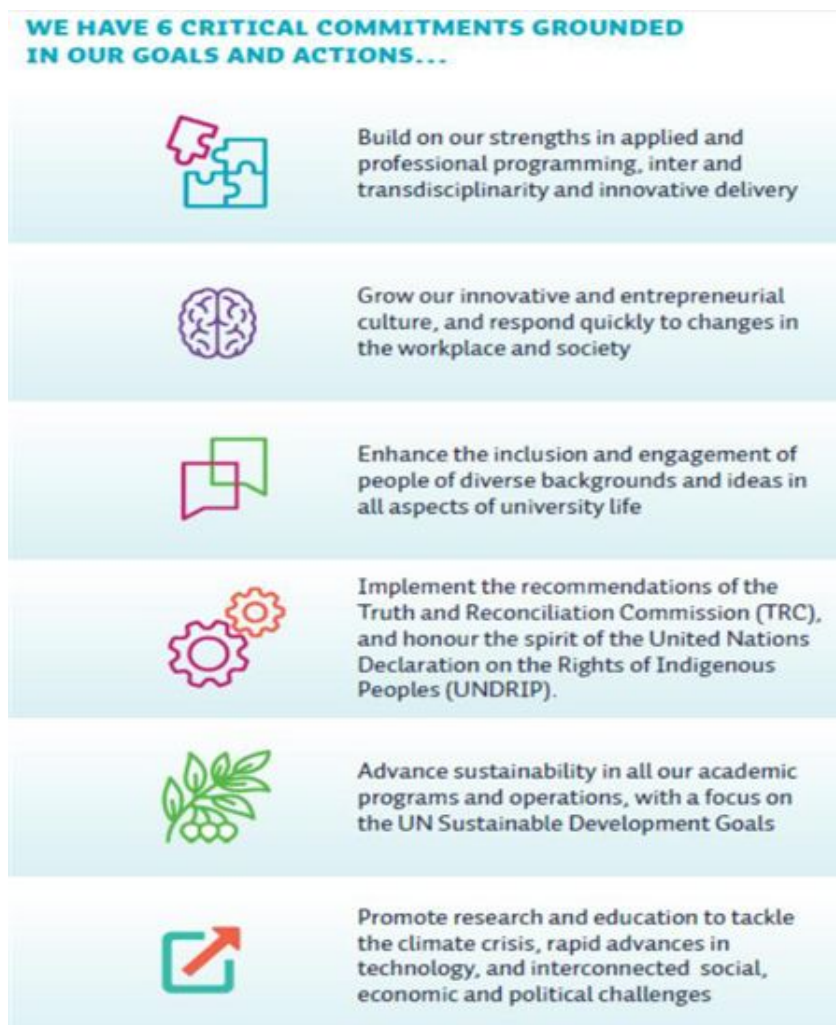 WE HAVE 6 CRITICAL COMMITMENTS GROUNDED
IN OUR GOALS AND ACTIONS...
Build on our strengths in applied and
professional programming, inter and
transdisciplinarity and innovative delivery
Grow our innovative and entrepreneurial
culture, and respond quickly to changes in
the workplace and society
Enhance the inclusion and engagement of
people of diverse backgrounds and ideas in
all aspects of university life
Implement the recommendations of the
Truth and Reconciliation Commission (TRC),
and honour the spirit of the United Nations
Declaration on the Rights of Indigenous
Peoples (UNDRIP).
Advance sustainability in all our academic
programs and operations, with a focus on
the UN Sustainable Development Goals
Promote research and education to tackle
the climate crisis, rapid advances in
technology, and interconnected social,
economic and political challenges